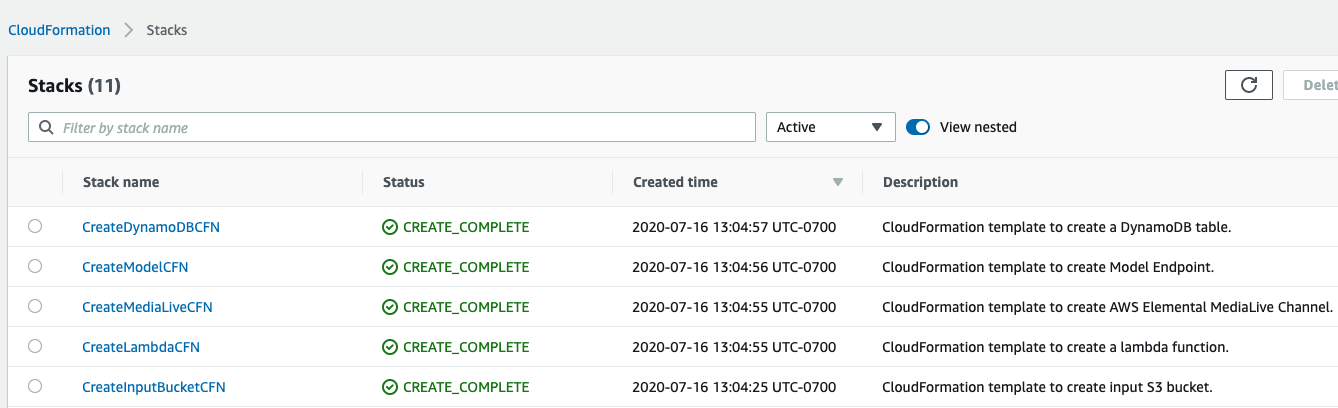 CloudFormation > Stacks
Stacks (11)
Delet
Filter by stack name
Active
View nested
Stack name Status Created time Description
CreateDynamoDBCFN CREATE_COMPLETE 2020-07-16 13:04:57 UTC-0700 CloudFormation template to create a DynamoDB table.
CreateModelCFN CREATE_COMPLETE 2020-07-16 13:04:56 UTC-0700 CloudFormation template to create Model Endpoint.
CreateMediaLiveCFN CREATE_COMPLETE 2020-07-16 13:04:55 UTC-0700 CloudFormation template to create AWS Elemental MediaLive Channel.
CreateLambdaCFN CREATE_COMPLETE 2020-07-16 13:04:55 UTC-0700 CloudFormation template to create a lambda function.
CreateInputBucketCFN CREATE_COMPLETE 2020-07-16 13:04:25 UTC-0700 CloudFormation template to create input S3 bucket.